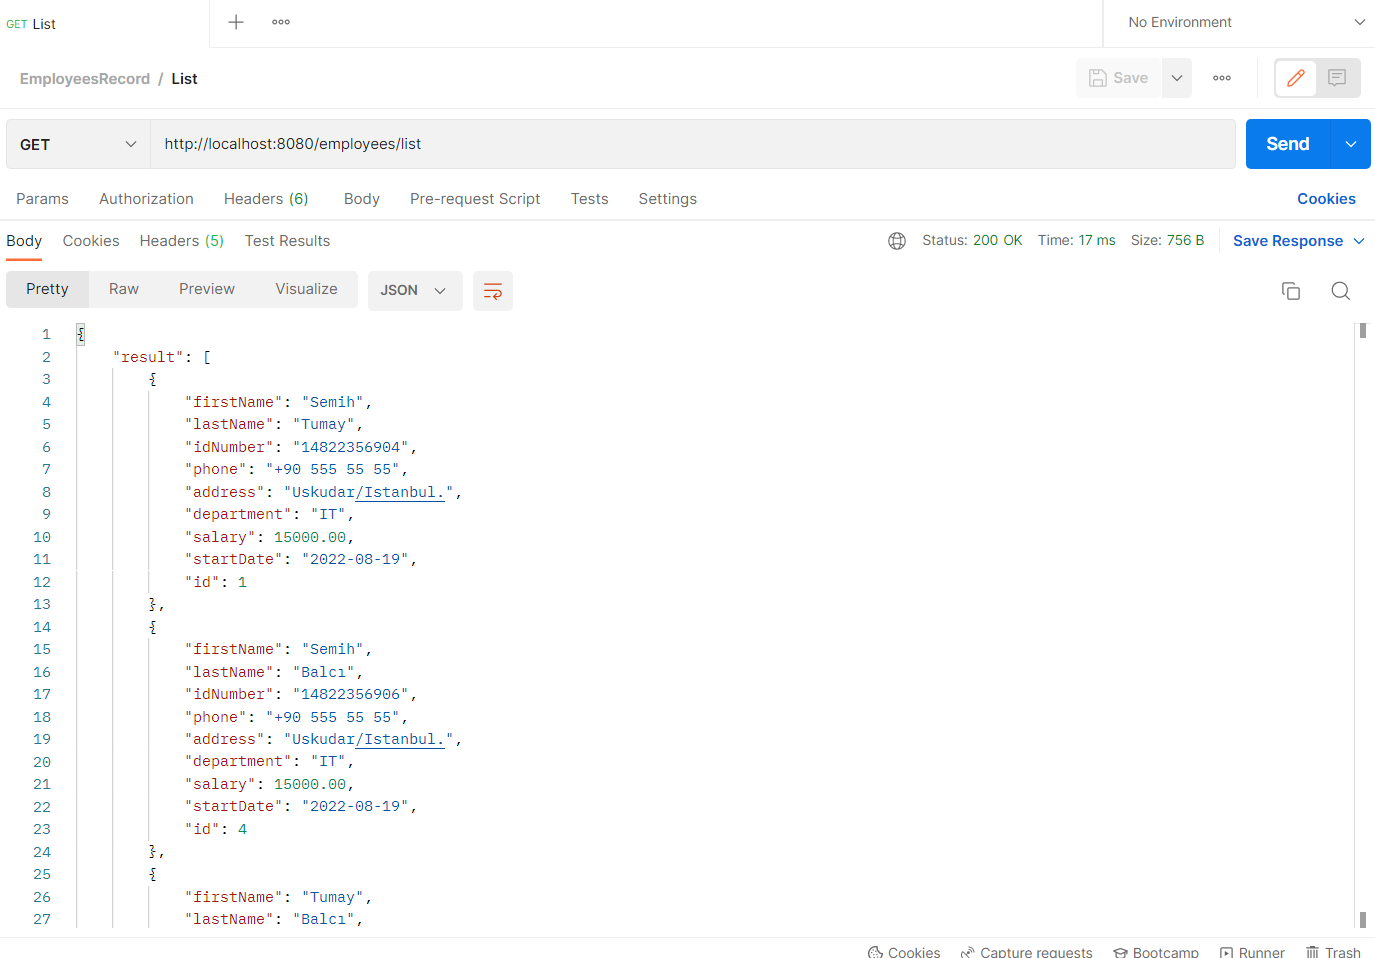 GET List
No Environment
EmployeesRecord / List
Save
GET
http://localhost:8080/employees/list
Send
Params Authorization Headers (6) Body Pre-request Script Tests Settings Cookies
Body Cookies Headers (5) Test Results Status: 200 OK Time: 17 ms Size: 756 B Save Response
Pretty Raw Preview Visualize JSON
1 {
2 "result": [
3 {
4 "firstName": "Semih",
5 "lastName": "Tumay",
6 "idNumber": "14822356904",
7 "phone": "+90 555 55 55",
8 "address": "Uskudar/Istanbul.",
9 "department": "IT",
10 "salary": 15000.00,
11 "startDate": "2022-08-19",
12 "id": 1
13 },
14 {
15 "firstName": "Semih",
16 "lastName": "Balcı",
17 "idNumber": "14822356906",
18 "phone": "+90 555 55 55",
19 "address": "Uskudar/Istanbul.",
20 "department": "IT",
21 "salary": 15000.00,
22 "startDate": "2022-08-19",
23 "id": 4
24 },
25 {
26 "firstName": "Tumay",
27 "lastName": "Balcı",
Cookies Capture requests Bootcamp Runner Trash